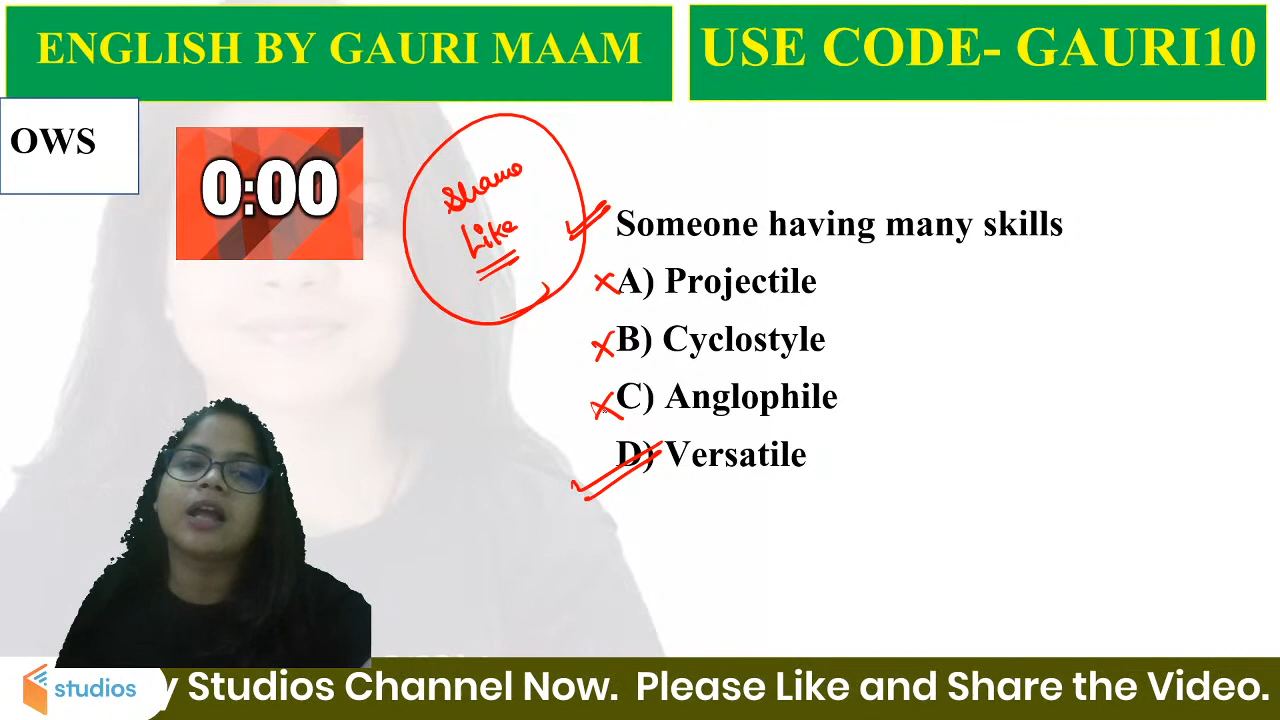 ENGLISH BY GAURI MAAM
USE CODE- GAURI10
OWS
0:00
Like
Someone having many skills
A) Projectile
B) Cyclostyle
C) Anglophile
D) Versatile
studios
y Studios Channel Now. Please Like and Share the Video.